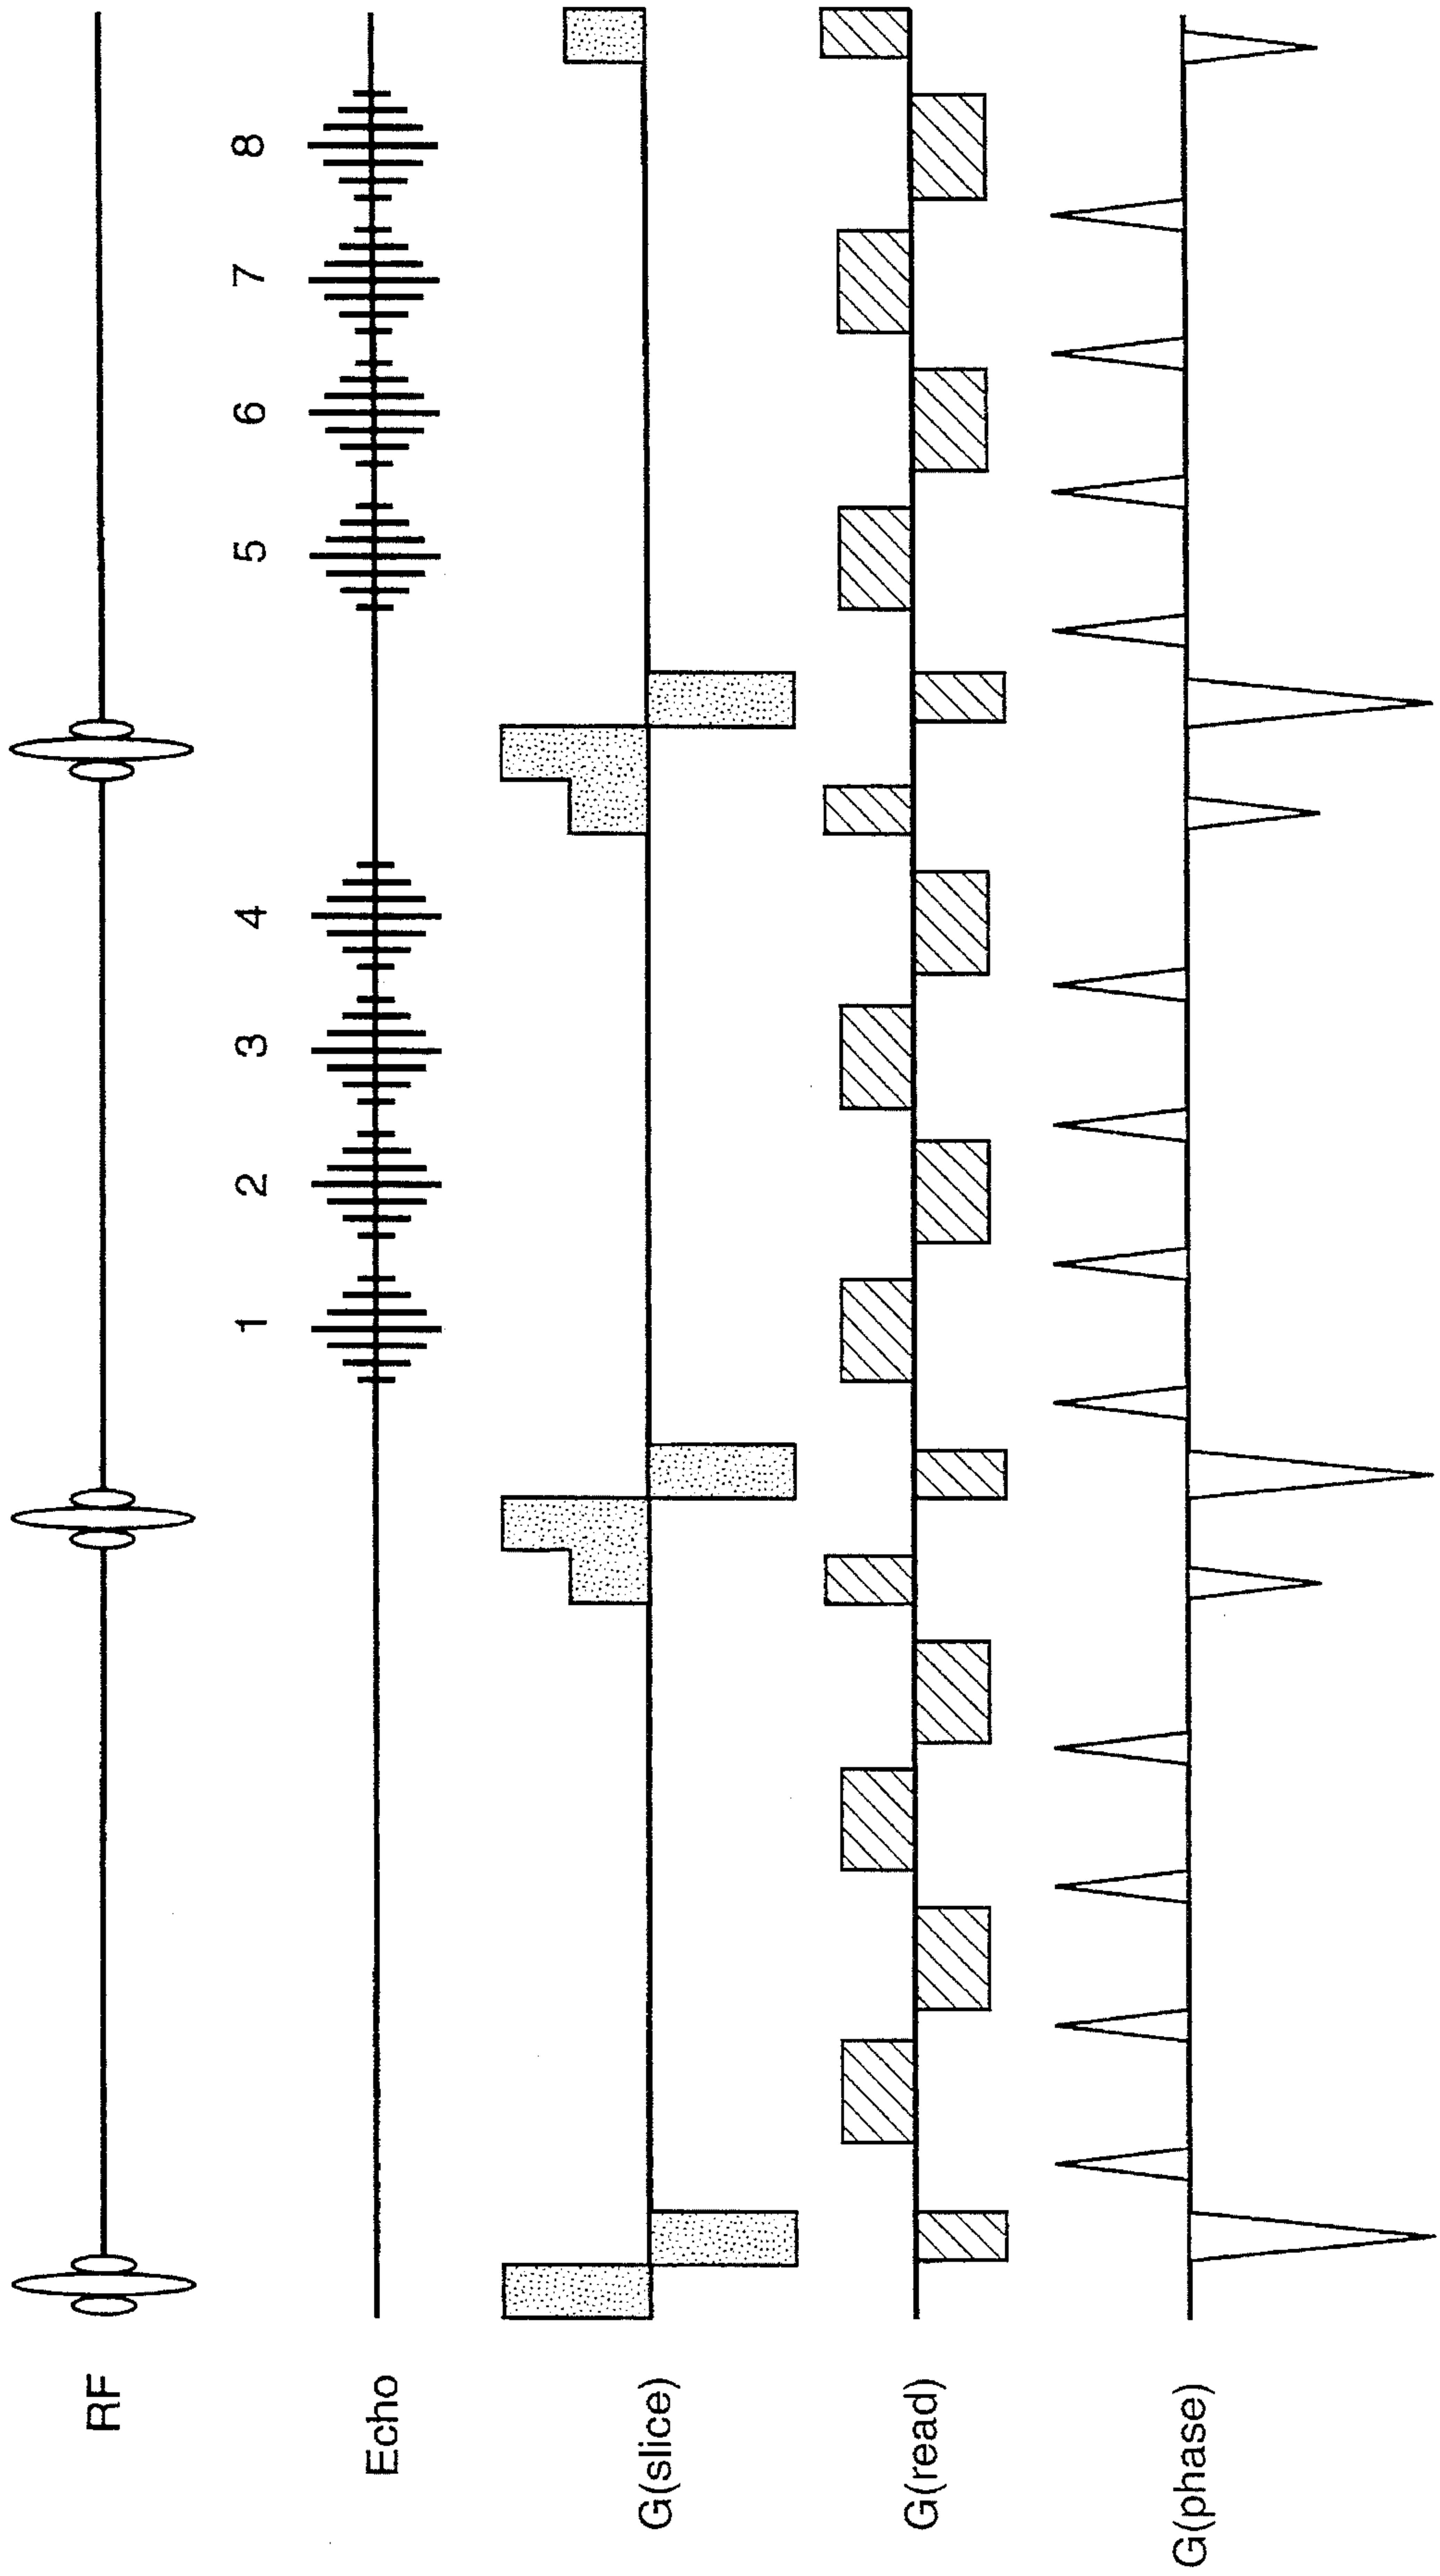 RF
Echo
1 2 3 4 5 6 7 8
G(slice)
G(read)
G(phase)